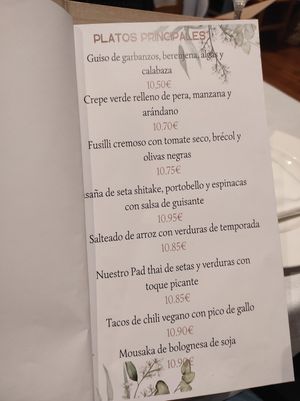 PLATOS PRINCIPALES
Guiso de garbanzos, berenjena, algas y
calabaza
10.50€
Crepe verde relleno de pera, manzana y
arándano
10.70€
Fusilli cremoso con tomate seco, brécol y
olivas negras
10.75€
saña de seta shitake, portobello y espinacas
con salsa de guisante
10.95€
Salteado de arroz con verduras de temporada
10.85€
Nuestro Pad thai de setas y verduras con
toque picante
10.85€
Tacos de chili vegano con pico de gallo
10.90€
Mousaka de bolognesa de soja